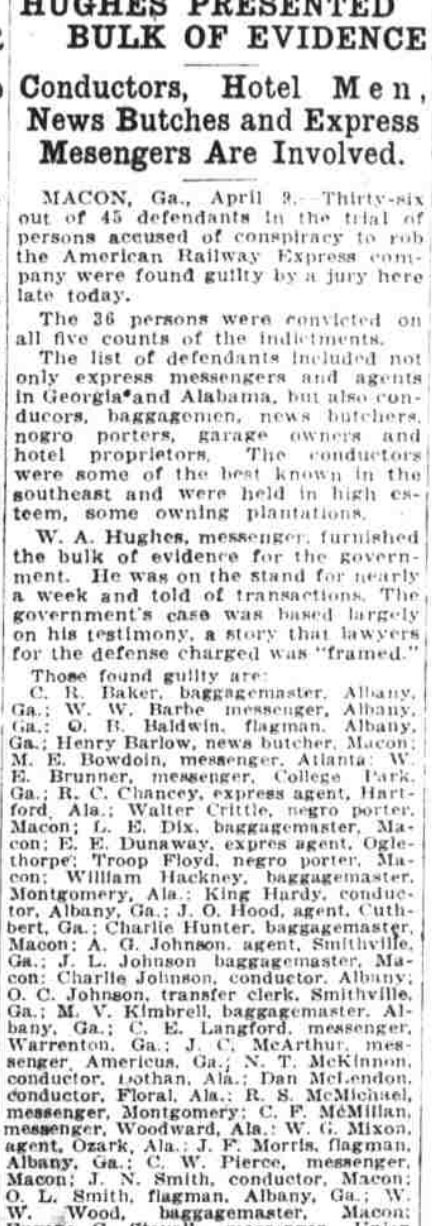 HUGHES PRESENTED
BULK OF EVIDENCE
Conductors, Hotel Men,
News Butches and Express
Mesengers Are Involved.
MACON, Ga., April 9.—Thirty-six
out of 45 defendants in the trial of
persons accused of conspiracy to rob
the American Railway Express com-
pany were found guilty by a jury here
late today.
The 36 persons were convicted on
all five counts of the indictments.
The list of defendants included not
only express messengers and agents
in Georgia and Alabama, but also con-
ducors, baggagemen, news butchers,
negro porters, garage owners and
hotel proprietors. The conductors
were some of the best known in the
southeast and were held in high es-
teem, some owning plantations.
W. A. Hughes, messenger, furnished
the bulk of evidence for the govern-
ment. He was on the stand for nearly
a week and told of transactions. The
government's case was based largely
on his testimony, a story that lawyers
for the defense charged was "framed."
Those found guilty are:
C. R. Baker, baggagemaster, Albany,
Ga.; W. W. Barbe messenger, Albany,
Ga.; O. B. Baldwin, flagman, Albany,
Ga.; Henry Barlow, news butcher, Macon;
M. E. Bowdoin, messenger, Atlanta; W.
E. Brunner, messenger, College Park,
Ga.; R. C. Chancey, express agent, Hart-
ford, Ala.; Walter Crittle, negro porter,
Macon; L. E. Dix, baggagemaster, Ma-
con; E. E. Dunaway, expres agent, Ogle-
thorpe; Troop Floyd, negro porter, Ma-
con; William Hackney, baggagemaster,
Montgomery, Ala.; King Hardy, conduc-
tor, Albany, Ga.; J. O. Hood, agent, Cuth-
bert, Ga.; Charlie Hunter, baggagemaster,
Macon; A. G. Johnson, agent, Smithville,
Ga.; J. L. Johnson baggagemaster, Ma-
con; Charlie Johnson, conductor, Albany;
O. C. Johnson, transfer clerk, Smithville,
Ga.; M. V. Kimbrell, baggagemaster, Al-
bany, Ga.; C. E. Langford, messenger,
Warrenton, Ga.; J. C. McArthur, mes-
senger, Americus, Ga.; N. T. McKinnon,
conductor, Dothan, Ala.; Dan McLendon,
conductor, Floral, Ala.; R. S. McMichael,
messenger, Montgomery; C. F. McMillan,
messenger, Woodward, Ala.; W. G. Mixon,
agent, Ozark, Ala.; J. F. Morris, flagman,
Albany, Ga.; C. W. Pierce, messenger,
Macon; J. N. Smith, conductor, Macon;
O. L. Smith, flagman, Albany, Ga.; W.
W. Wood, baggagemaster, Macon;